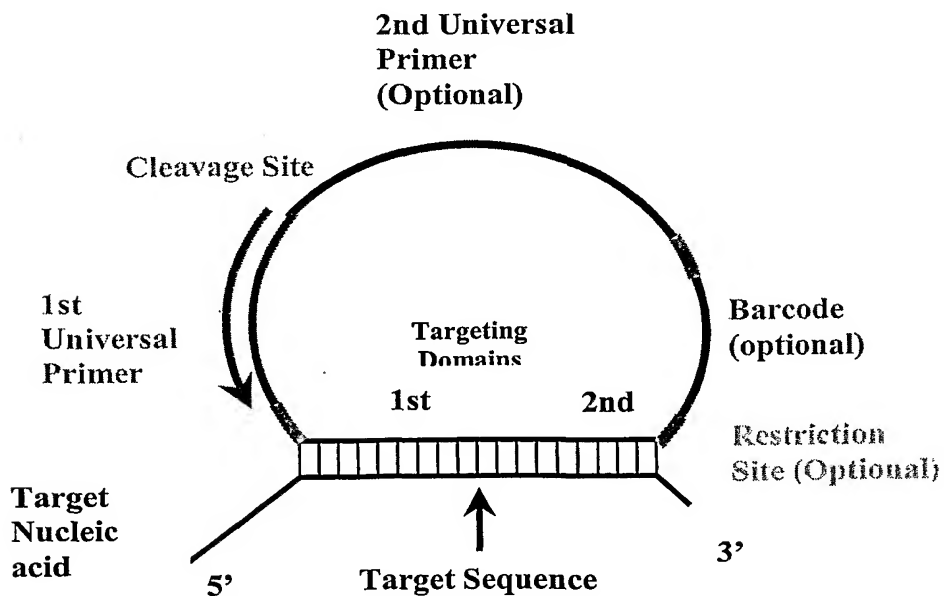 2nd Universal
Primer
(Optional)
Cleavage Site
1st
Universal
Primer
Targeting
Domains
Barcode
(optional)
1st 2nd
Restriction
Site (Optional)
Target
Nucleic
acid
5’
Target Sequence
3’